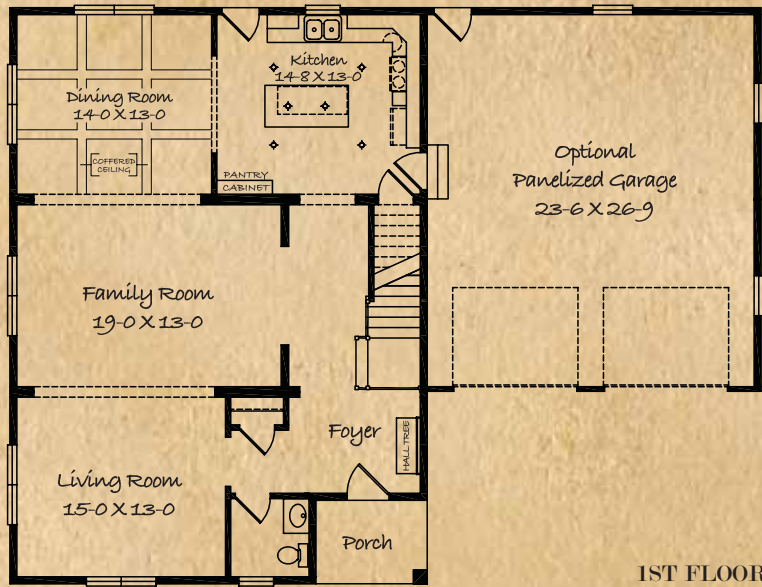 Kitchen
14-8 X 13-0
Dining Room
14-0 X 13-0
COFFERED
CEILING
PANTRY
CABINET
Optional
Panelized Garage
23-6 X 26-9
Family Room
19-0 X 13-0
Foyer
HALL TREE
Living Room
15-0 X 13-0
Porch
1ST FLOOR